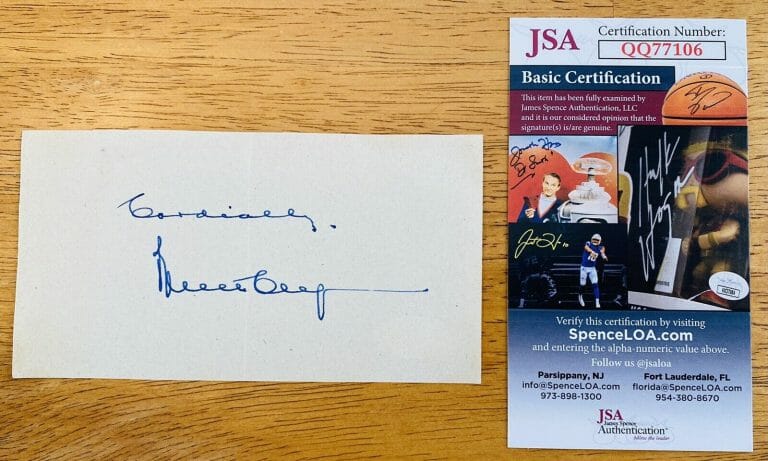 Cordially.
JSA
Certification Number:
QQ77106
Basic Certification
This item has been fully examined by
James Spence Authentication, LLC
and it is our considered opinion that the
signature(s) is/are genuine.
Verify this certification by visiting
SpenceLOA.com
and entering the alpha-numeric value above.
Follow us @jsaloa
Parsippany, NJ
info@SpenceLOA.com
973-898-1300
Fort Lauderdale, FL
florida@SpenceLOA.com
954-380-8670
JSA
James Spence
Authentication
follow the leader